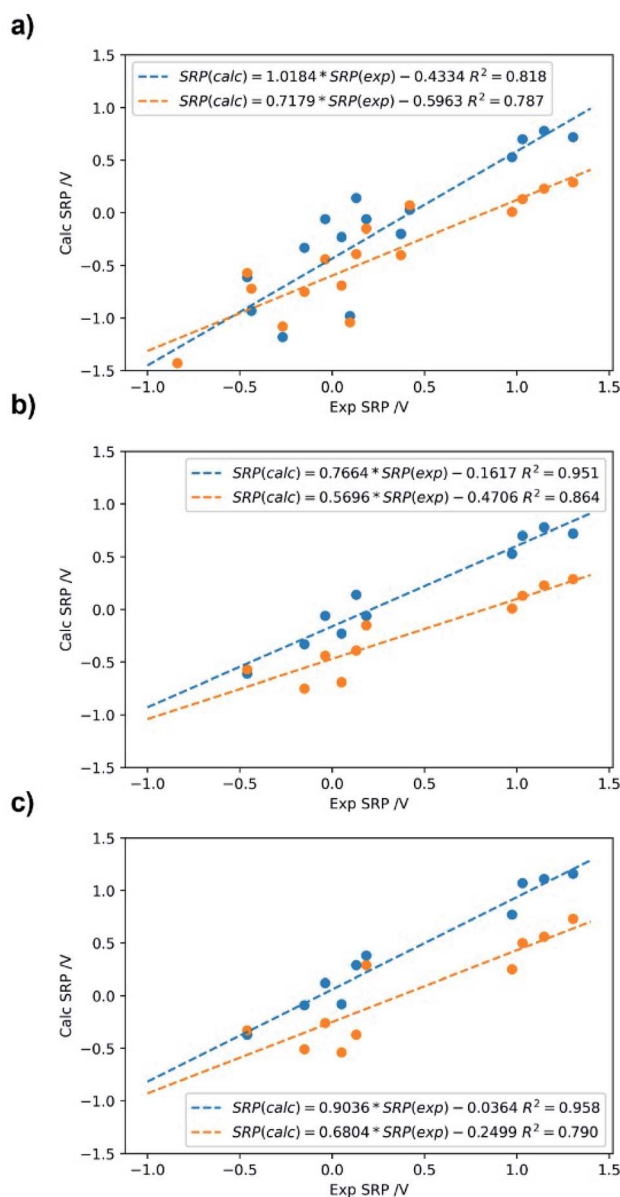 a)
SRP(calc) = 1.0184 * SRP(exp) − 0.4334 R² = 0.818
SRP(calc) = 0.7179 * SRP(exp) − 0.5963 R² = 0.787
1.5
1.0
0.5
0.0
−0.5
−1.0
−1.5
Calc SRP /V
−1.0 −0.5 0.0 0.5 1.0 1.5
Exp SRP /V
b)
SRP(calc) = 0.7664 * SRP(exp) − 0.1617 R² = 0.951
SRP(calc) = 0.5696 * SRP(exp) − 0.4706 R² = 0.864
1.5
1.0
0.5
0.0
−0.5
−1.0
−1.5
Calc SRP /V
−1.0 −0.5 0.0 0.5 1.0 1.5
Exp SRP /V
c)
1.5
1.0
0.5
0.0
−0.5
−1.0
−1.5
Calc SRP /V
SRP(calc) = 0.9036 * SRP(exp) − 0.0364 R² = 0.958
SRP(calc) = 0.6804 * SRP(exp) − 0.2499 R² = 0.790
−1.0 −0.5 0.0 0.5 1.0 1.5
Exp SRP /V